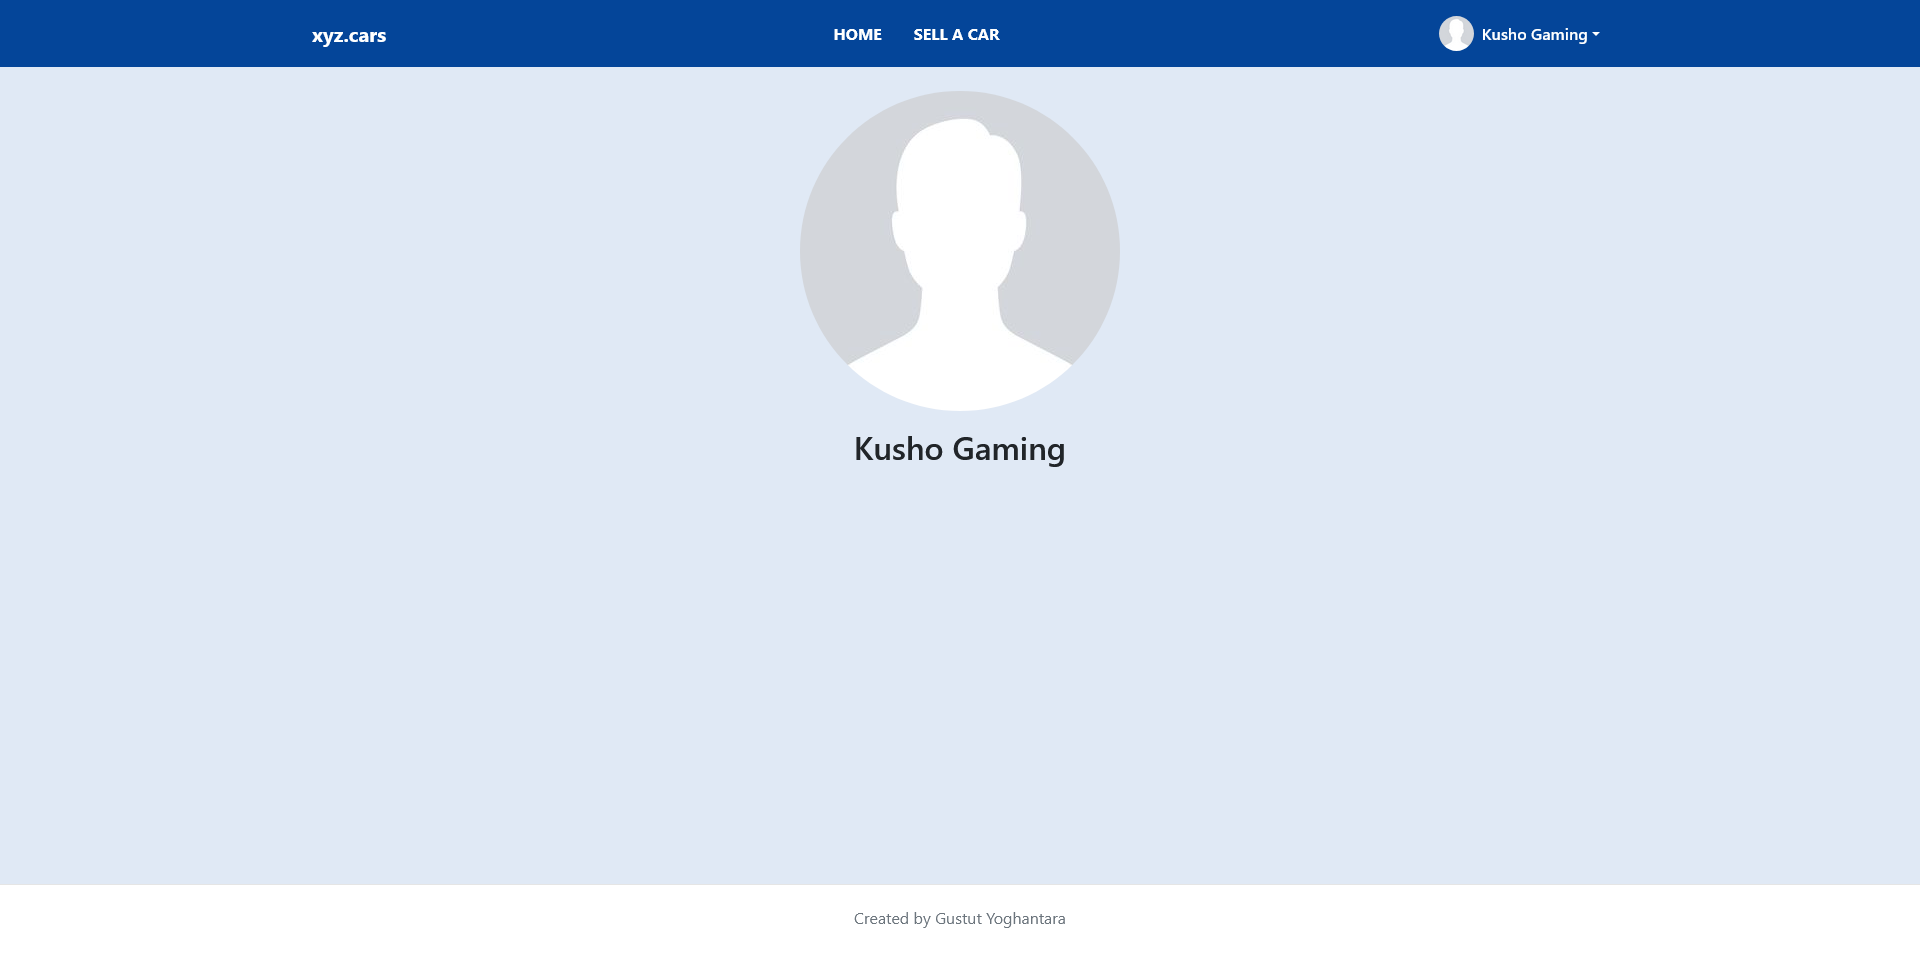 xyz.cars
HOME
SELL A CAR
Kusho Gaming
Kusho Gaming
Created by Gustut Yoghantara